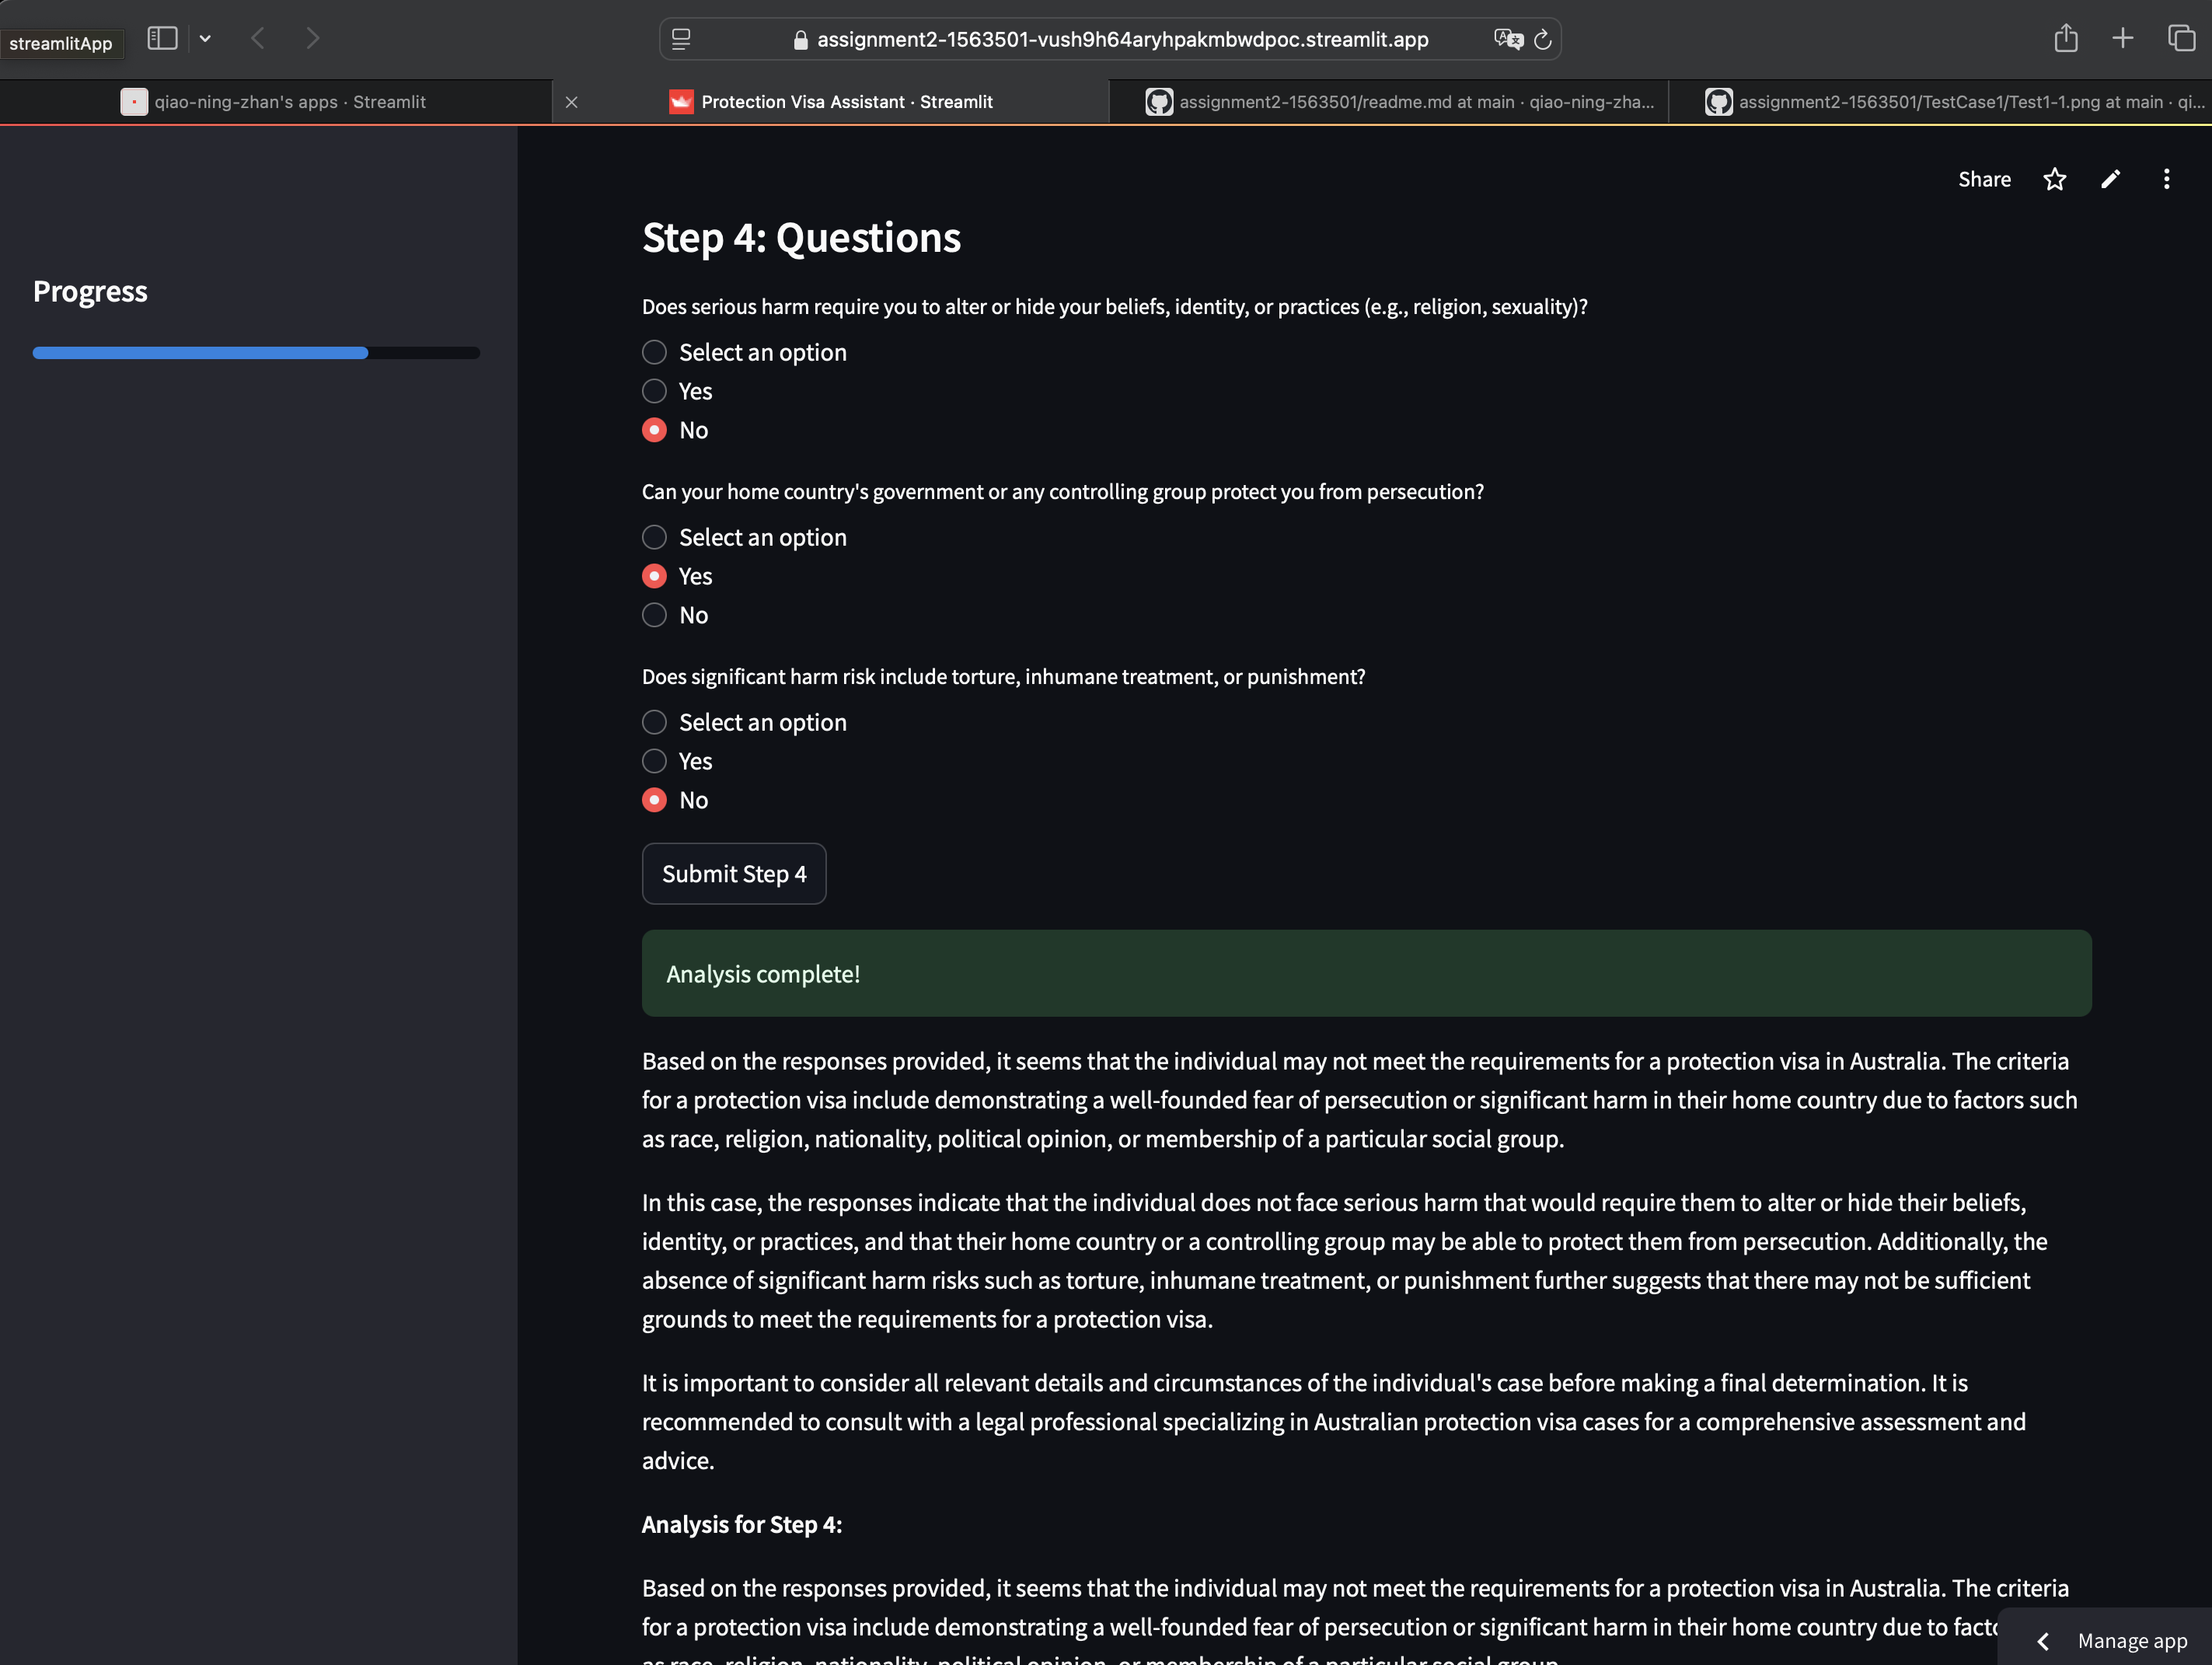 streamlitApp
assignment2-1563501-vush9h64aryhpakmbwdpoc.streamlit.app
qiao-ning-zhan's apps · Streamlit
Protection Visa Assistant · Streamlit
assignment2-1563501/readme.md at main · qiao-ning-zha...
assignment2-1563501/TestCase1/Test1-1.png at main · qi...
Share
Progress
Step 4: Questions
Does serious harm require you to alter or hide your beliefs, identity, or practices (e.g., religion, sexuality)?
Select an option
Yes
No
Can your home country's government or any controlling group protect you from persecution?
Select an option
Yes
No
Does significant harm risk include torture, inhumane treatment, or punishment?
Select an option
Yes
No
Submit Step 4
Analysis complete!
Based on the responses provided, it seems that the individual may not meet the requirements for a protection visa in Australia. The criteria
for a protection visa include demonstrating a well-founded fear of persecution or significant harm in their home country due to factors such
as race, religion, nationality, political opinion, or membership of a particular social group.
In this case, the responses indicate that the individual does not face serious harm that would require them to alter or hide their beliefs,
identity, or practices, and that their home country or a controlling group may be able to protect them from persecution. Additionally, the
absence of significant harm risks such as torture, inhumane treatment, or punishment further suggests that there may not be sufficient
grounds to meet the requirements for a protection visa.
It is important to consider all relevant details and circumstances of the individual's case before making a final determination. It is
recommended to consult with a legal professional specializing in Australian protection visa cases for a comprehensive assessment and
advice.
Analysis for Step 4:
Based on the responses provided, it seems that the individual may not meet the requirements for a protection visa in Australia. The criteria
for a protection visa include demonstrating a well-founded fear of persecution or significant harm in their home country due to facto
as race, religion, nationality, political opinion, or membership of a particular social group.
Manage app